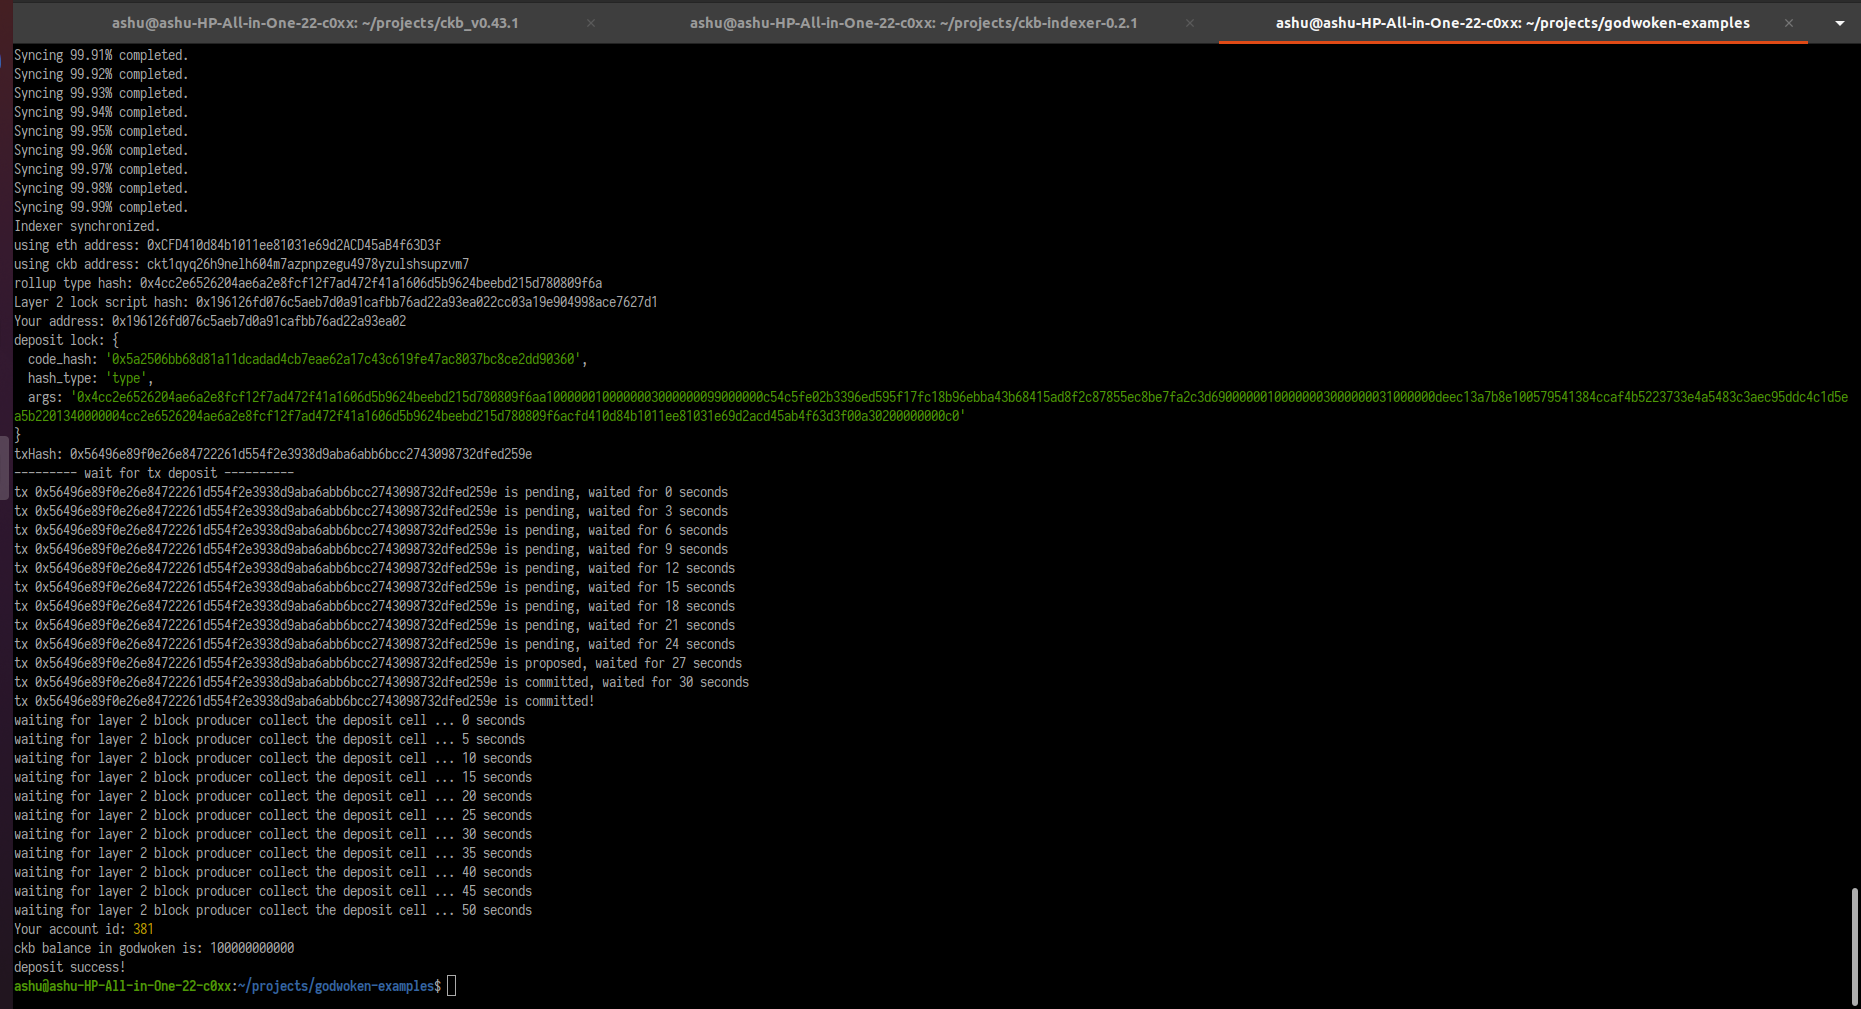 ashu@ashu-HP-All-in-One-22-c0xx: ~/projects/ckb_v0.43.1
ashu@ashu-HP-All-in-One-22-c0xx: ~/projects/ckb-indexer-0.2.1
ashu@ashu-HP-All-in-One-22-c0xx: ~/projects/godwoken-examples
Syncing 99.91% completed.
Syncing 99.92% completed.
Syncing 99.93% completed.
Syncing 99.94% completed.
Syncing 99.95% completed.
Syncing 99.96% completed.
Syncing 99.97% completed.
Syncing 99.98% completed.
Syncing 99.99% completed.
Indexer synchronized.
using eth address: 0xCFD410d84b1011ee81031e69d2ACD45aB4f63D3f
using ckb address: ckt1qyq26h9nelh604m7azpnpzegu4978yzulshsupzvm7
rollup type hash: 0x4cc2e6526204ae6a2e8fcf12f7ad472f41a1606d5b9624beebd215d780809f6a
Layer 2 lock script hash: 0x196126fd076c5aeb7d0a91cafbb76ad22a93ea022cc03a19e904998ace7627d1
Your address: 0x196126fd076c5aeb7d0a91cafbb76ad22a93ea02
deposit lock: {
  code_hash: '0x5a2506bb68d81a11dcadad4cb7eae62a17c43c619fe47ac8037bc8ce2dd90360',
  hash_type: 'type',
  args: '0x4cc2e6526204ae6a2e8fcf12f7ad472f41a1606d5b9624beebd215d780809f6aa10000001000000030000000099000000c54c5fe02b3396ed595f17fc18b96ebba43b68415ad8f2c87855ec8be7fa2c3d690000000100000003000000031000000deec13a7b8e100579541384ccaf4b5223733e4a5483c3aec95ddc4c1d5e
a5b2201340000004cc2e6526204ae6a2e8fcf12f7ad472f41a1606d5b9624beebd215d780809f6acfd410d84b1011ee81031e69d2acd45ab4f63d3f00a30200000000c0'
}
txHash: 0x56496e89f0e26e84722261d554f2e3938d9aba6abb6bcc2743098732dfed259e
--------- wait for tx deposit ----------
tx 0x56496e89f0e26e84722261d554f2e3938d9aba6abb6bcc2743098732dfed259e is pending, waited for 0 seconds
tx 0x56496e89f0e26e84722261d554f2e3938d9aba6abb6bcc2743098732dfed259e is pending, waited for 3 seconds
tx 0x56496e89f0e26e84722261d554f2e3938d9aba6abb6bcc2743098732dfed259e is pending, waited for 6 seconds
tx 0x56496e89f0e26e84722261d554f2e3938d9aba6abb6bcc2743098732dfed259e is pending, waited for 9 seconds
tx 0x56496e89f0e26e84722261d554f2e3938d9aba6abb6bcc2743098732dfed259e is pending, waited for 12 seconds
tx 0x56496e89f0e26e84722261d554f2e3938d9aba6abb6bcc2743098732dfed259e is pending, waited for 15 seconds
tx 0x56496e89f0e26e84722261d554f2e3938d9aba6abb6bcc2743098732dfed259e is pending, waited for 18 seconds
tx 0x56496e89f0e26e84722261d554f2e3938d9aba6abb6bcc2743098732dfed259e is pending, waited for 21 seconds
tx 0x56496e89f0e26e84722261d554f2e3938d9aba6abb6bcc2743098732dfed259e is pending, waited for 24 seconds
tx 0x56496e89f0e26e84722261d554f2e3938d9aba6abb6bcc2743098732dfed259e is proposed, waited for 27 seconds
tx 0x56496e89f0e26e84722261d554f2e3938d9aba6abb6bcc2743098732dfed259e is committed, waited for 30 seconds
tx 0x56496e89f0e26e84722261d554f2e3938d9aba6abb6bcc2743098732dfed259e is committed!
waiting for layer 2 block producer collect the deposit cell ... 0 seconds
waiting for layer 2 block producer collect the deposit cell ... 5 seconds
waiting for layer 2 block producer collect the deposit cell ... 10 seconds
waiting for layer 2 block producer collect the deposit cell ... 15 seconds
waiting for layer 2 block producer collect the deposit cell ... 20 seconds
waiting for layer 2 block producer collect the deposit cell ... 25 seconds
waiting for layer 2 block producer collect the deposit cell ... 30 seconds
waiting for layer 2 block producer collect the deposit cell ... 35 seconds
waiting for layer 2 block producer collect the deposit cell ... 40 seconds
waiting for layer 2 block producer collect the deposit cell ... 45 seconds
waiting for layer 2 block producer collect the deposit cell ... 50 seconds
Your account id: 381
ckb balance in godwoken is: 100000000000
deposit success!
ashu@ashu-HP-All-in-One-22-c0xx:~/projects/godwoken-examples$